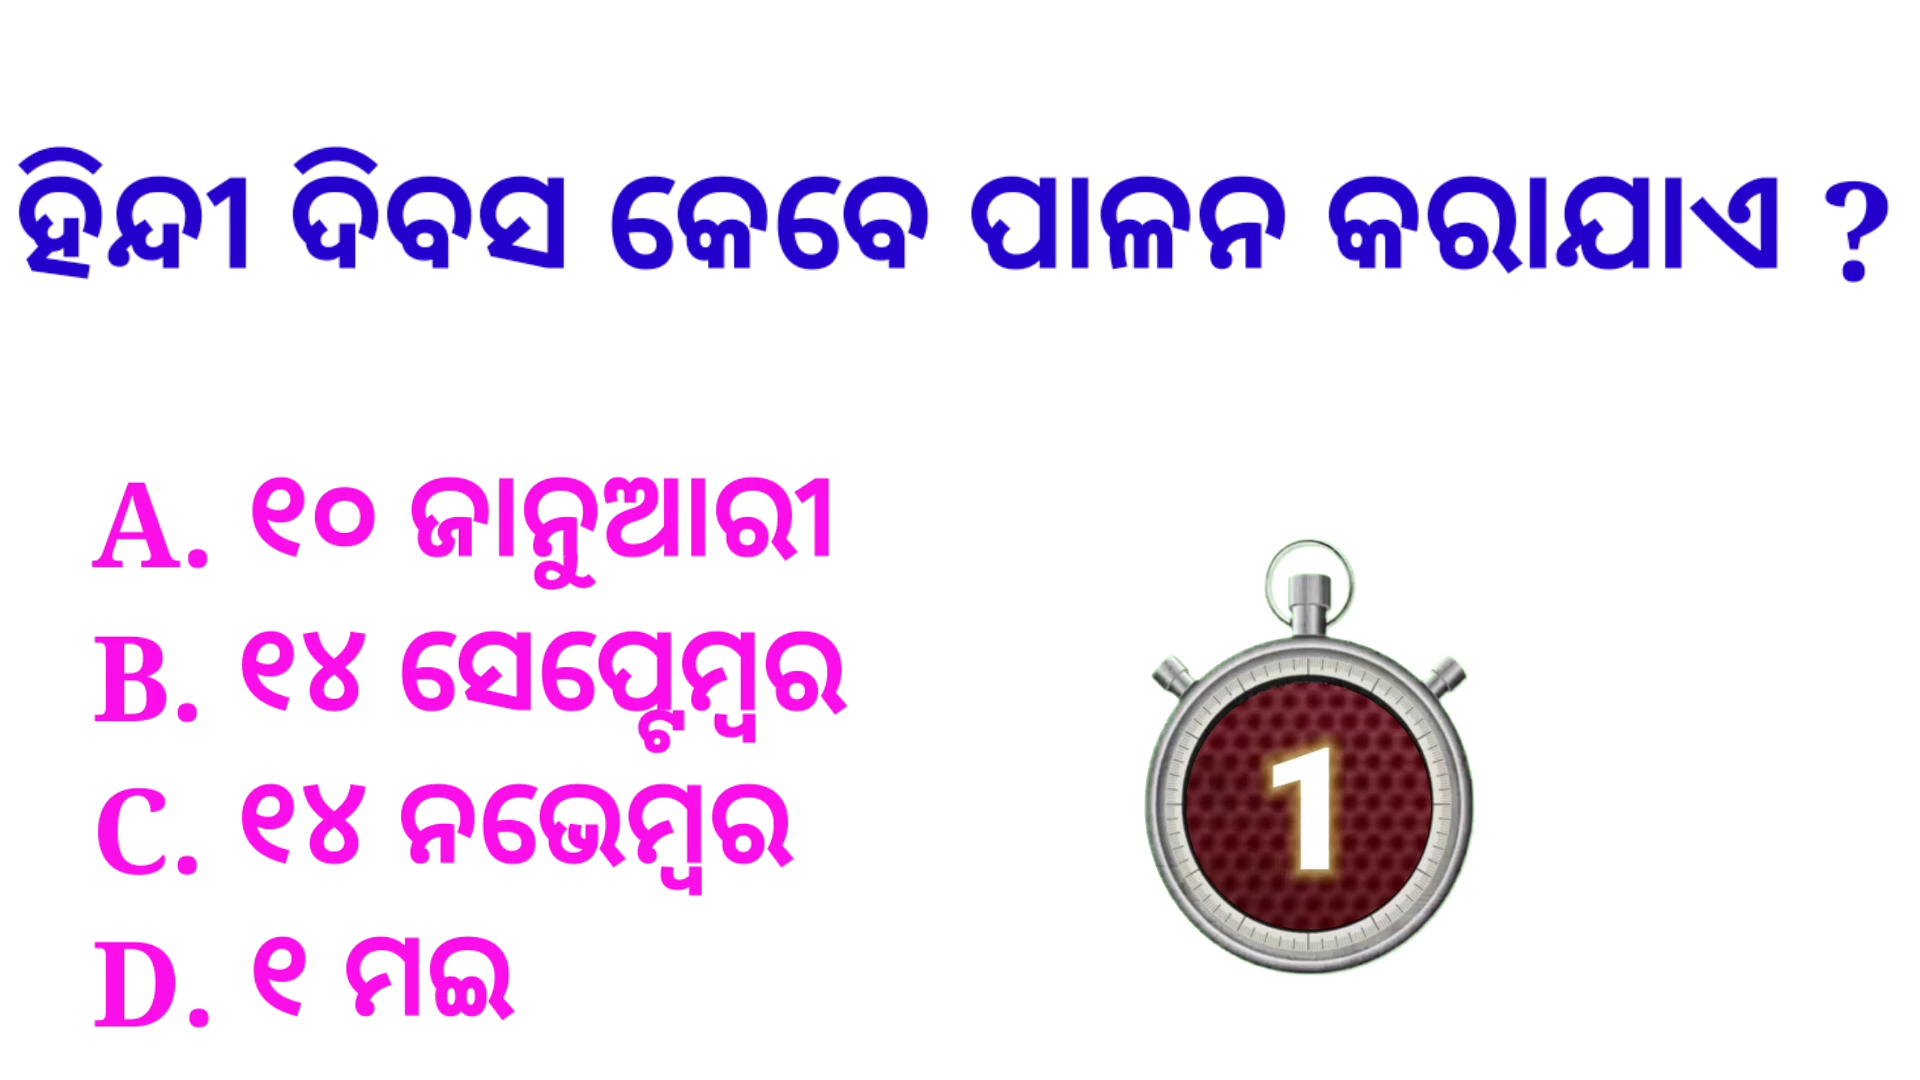 ହିନ୍ଦୀ ଦିବସ କେବେ ପାଳନ କରାଯାଏ ?
A. ୧୦ ଜାନୁଆରୀ
B. ୧୪ ସେପ୍ଟେମ୍ବର
C. ୧୪ ନଭେମ୍ବର
D. ୧ ମଇ
1